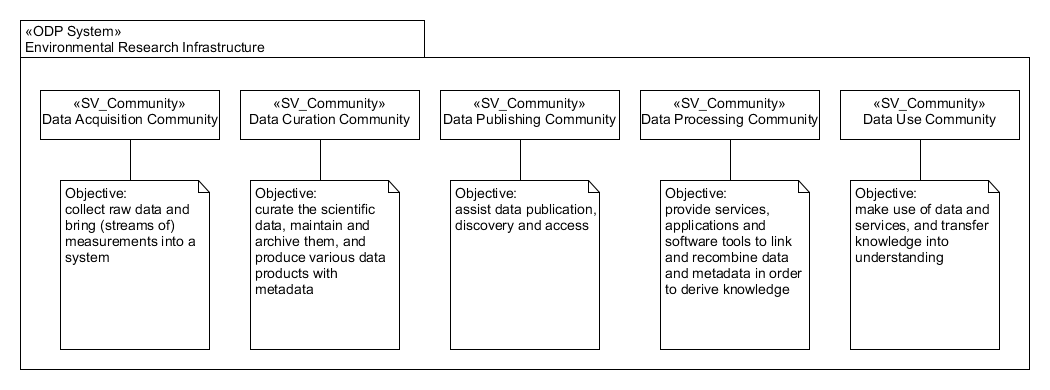 «ODP System»
Environmental Research Infrastructure
«SV_Community»
Data Acquisition Community
«SV_Community»
Data Curation Community
«SV_Community»
Data Publishing Community
«SV_Community»
Data Processing Community
«SV_Community»
Data Use Community
Objective:
collect raw data and
bring (streams of)
measurements into a
system
Objective:
curate the scientific
data, maintain and
archive them, and
produce various data
products with
metadata
Objective:
assist data publication,
discovery and access
Objective:
provide services,
applications and
software tools to link
and recombine data
and metadata in order
to derive knowledge
Objective:
make use of data and
services, and transfer
knowledge into
understanding